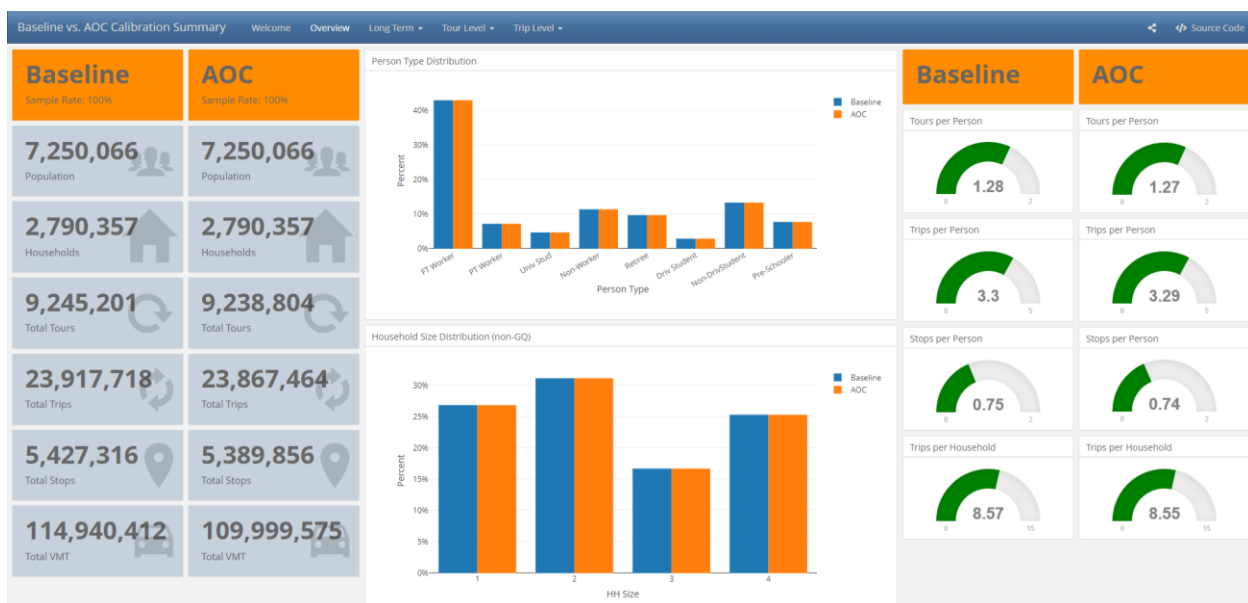 Baseline vs. AOC Calibration Summary Welcome Overview Long Term Tour Level Trip Level Source Code
Baseline
Sample Rate: 100%
AOC
Sample Rate: 100%
7,250,066
Population
7,250,066
Population
2,790,357
Households
2,790,357
Households
9,245,201
Total Tours
9,238,804
Total Tours
23,917,718
Total Trips
23,867,464
Total Trips
5,427,316
Total Stops
5,389,856
Total Stops
114,940,412
Total VMT
109,999,575
Total VMT
Person Type Distribution
Baseline
AOC
40%
30%
20%
10%
0%
Percent
FT Worker PT Worker Univ Stud Non-Worker Retiree Driv Student Non-DrivStudent Pre-Schooler
Person Type
Household Size Distribution (non-GQ)
Baseline
AOC
30%
25%
20%
15%
10%
5%
0%
Percent
1 2 3 4
HH Size
Baseline
AOC
Tours per Person
1.28
0 2
Tours per Person
1.27
0 2
Trips per Person
3.3
0 5
Trips per Person
3.29
0 5
Stops per Person
0.75
0 2
Stops per Person
0.74
0 2
Trips per Household
8.57
0 15
Trips per Household
8.55
0 15